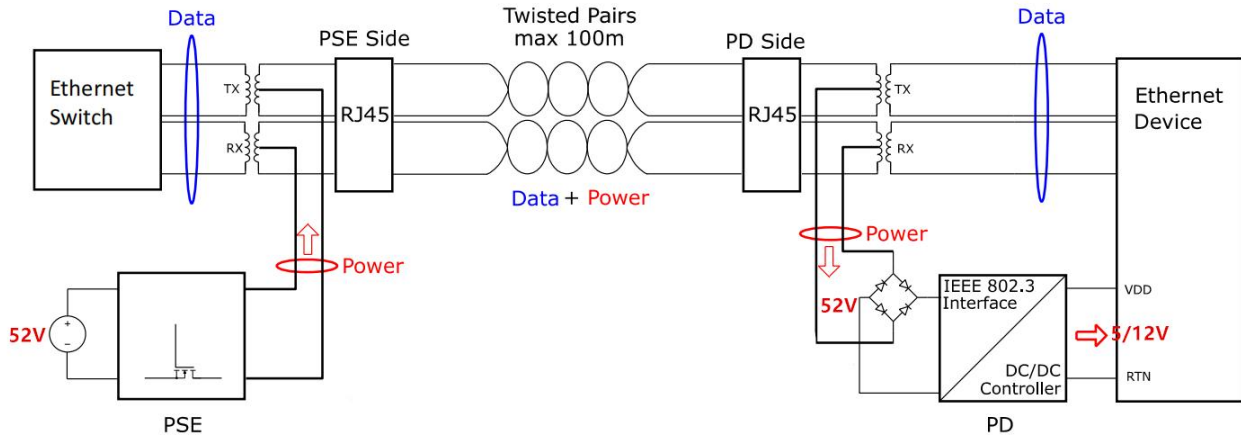 Data
Twisted Pairs
max 100m
PSE Side
PD Side
Ethernet
Switch
TX
RX
RJ45
RJ45
TX
RX
Ethernet
Device
Data + Power
Data
Power
Power
52V
PSE
52V
IEEE 802.3
Interface
DC/DC
Controller
PD
VDD
5/12V
RTN